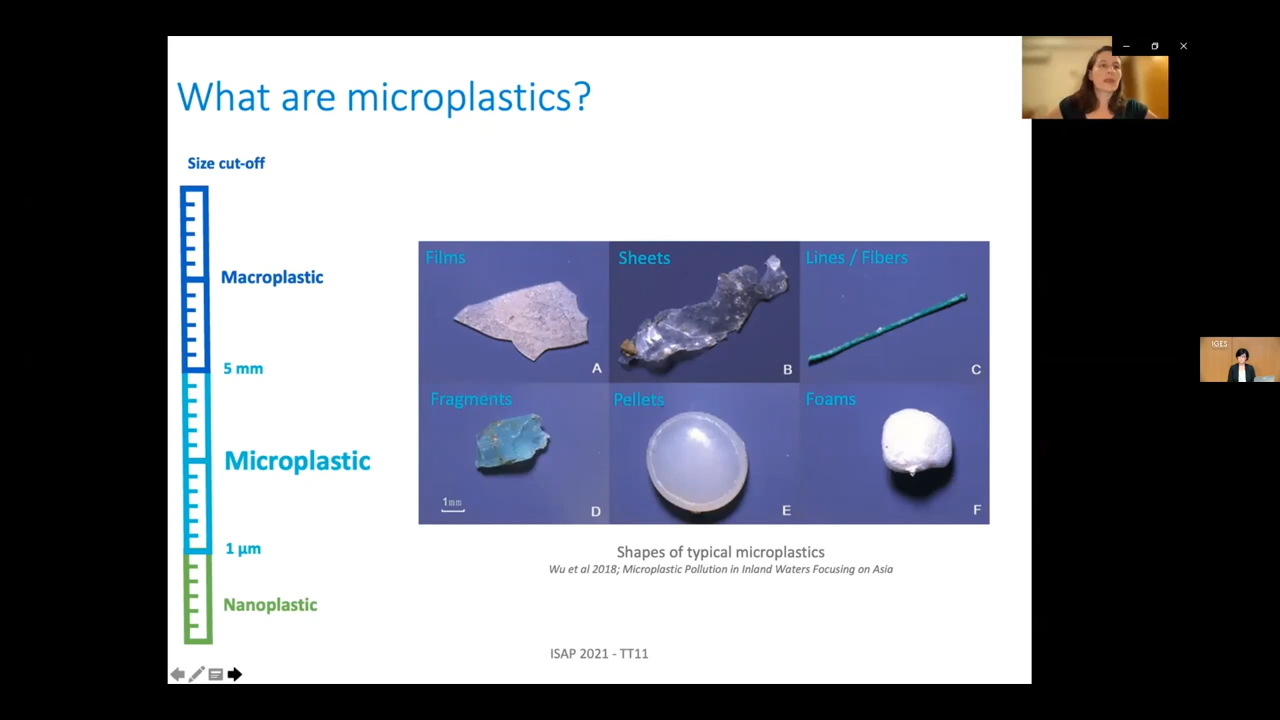 What are microplastics?
Size cut-off
Macroplastic
5 mm
Microplastic
1 µm
Nanoplastic
Films
A
Sheets
B
Lines / Fibers
C
Fragments
1mm
D
Pellets
E
Foams
F
Shapes of typical microplastics
Wu et al 2018; Microplastic Pollution in Inland Waters Focusing on Asia
ISAP 2021 - TT11
IGES